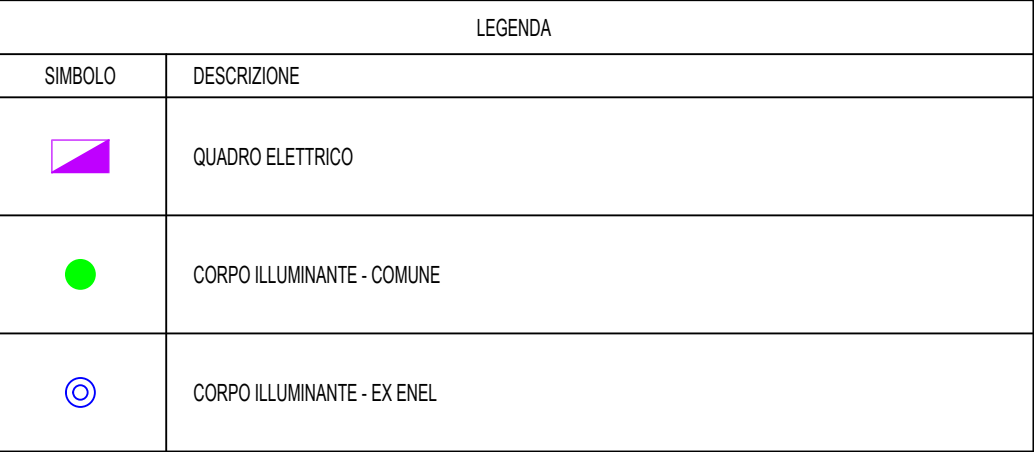 LEGENDA
SIMBOLO DESCRIZIONE
QUADRO ELETTRICO
CORPO ILLUMINANTE - COMUNE
CORPO ILLUMINANTE - EX ENEL